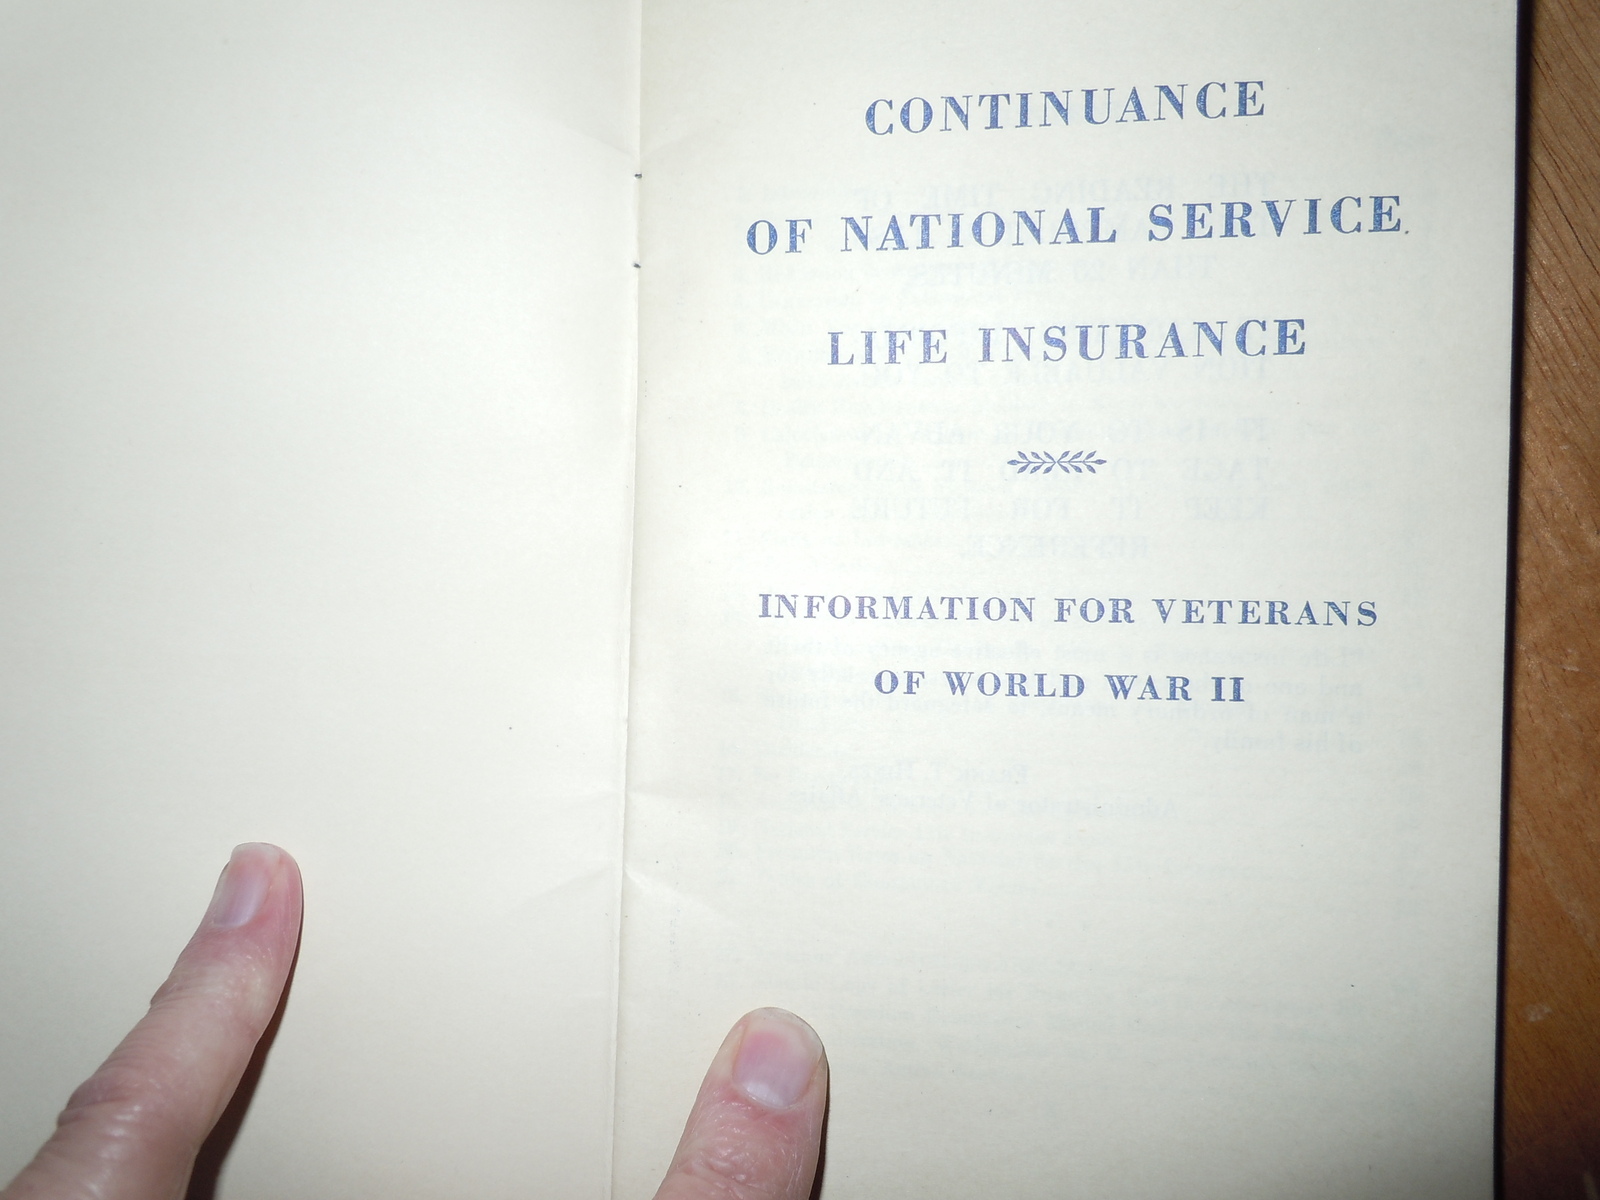 CONTINUANCE
OF NATIONAL SERVICE
LIFE INSURANCE
INFORMATION FOR VETERANS
OF WORLD WAR II